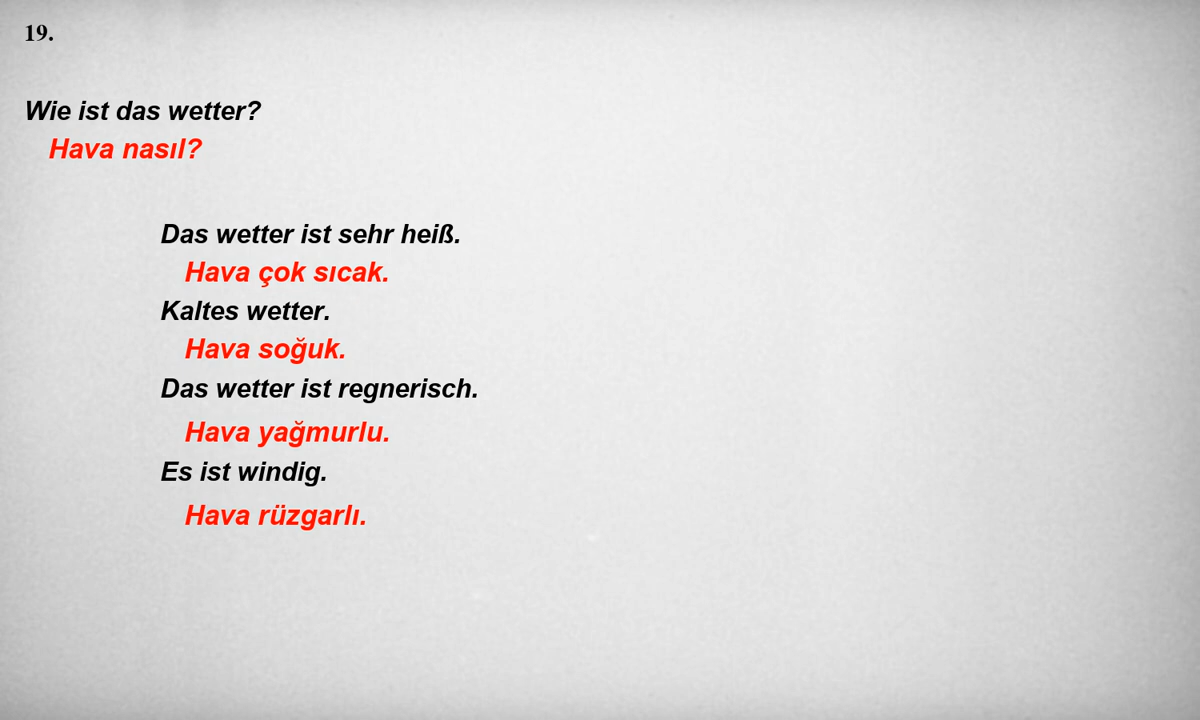 19.
Wie ist das wetter?
Hava nasıl?
Das wetter ist sehr heiß.
Hava çok sıcak.
Kaltes wetter.
Hava soğuk.
Das wetter ist regnerisch.
Hava yağmurlu.
Es ist windig.
Hava rüzgarlı.